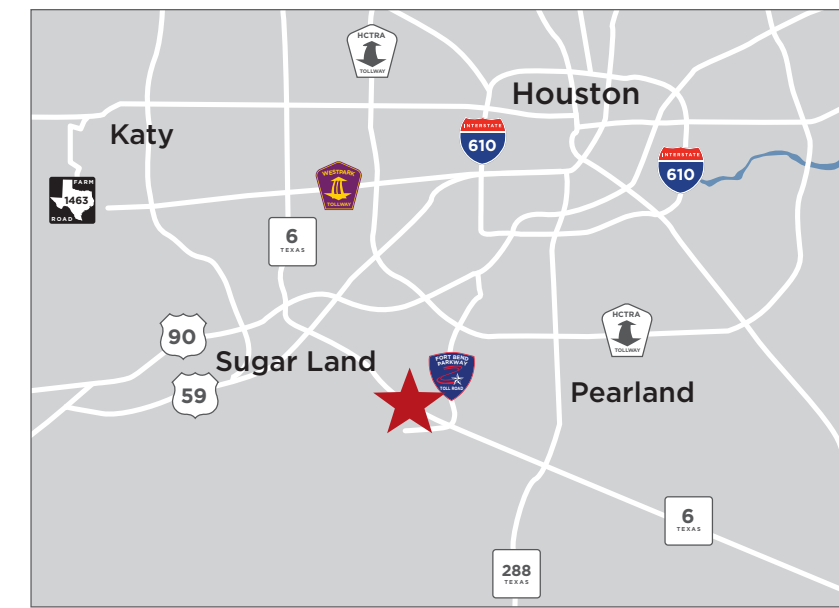 HCTRA
TOLLWAY
Houston
Katy
INTERSTATE
610
INTERSTATE
610
WESTPARK
TOLLWAY
FARM
1463
ROAD
6
TEXAS
HCTRA
TOLLWAY
90
Sugar Land
FORT BEND
PARKWAY
TOLL ROAD
59
Pearland
6
TEXAS
288
TEXAS